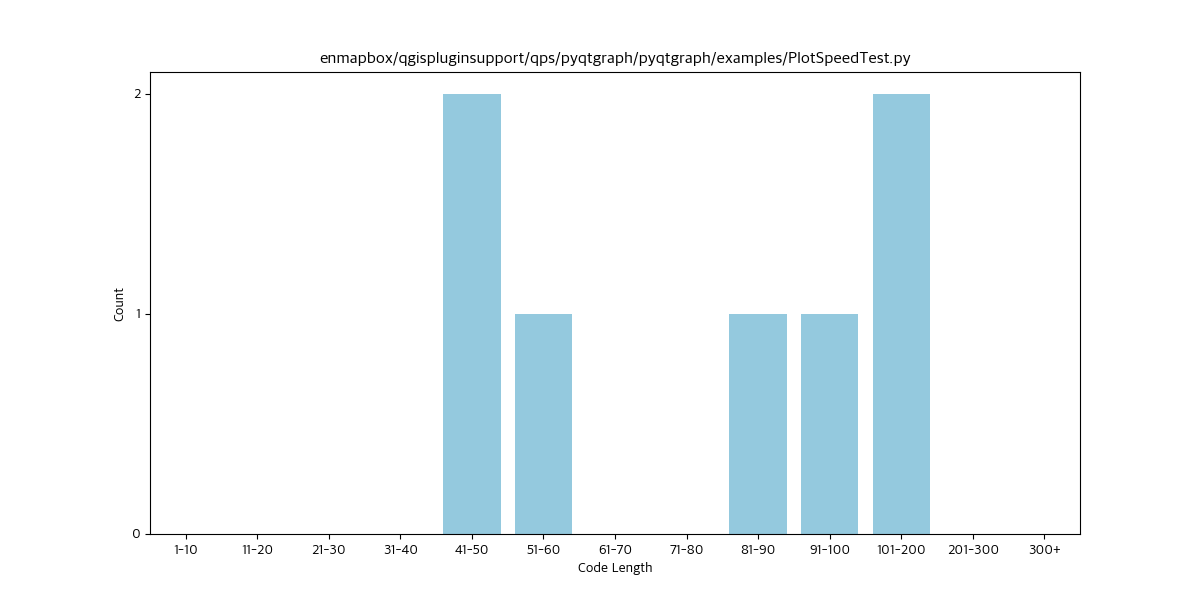 enmapbox/qgispluginsupport/qps/pyqtgraph/pyqtgraph/examples/PlotSpeedTest.py
2
1
0
Count
1-10 11-20 21-30 31-40 41-50 51-60 61-70 71-80 81-90 91-100 101-200 201-300 300+
Code Length